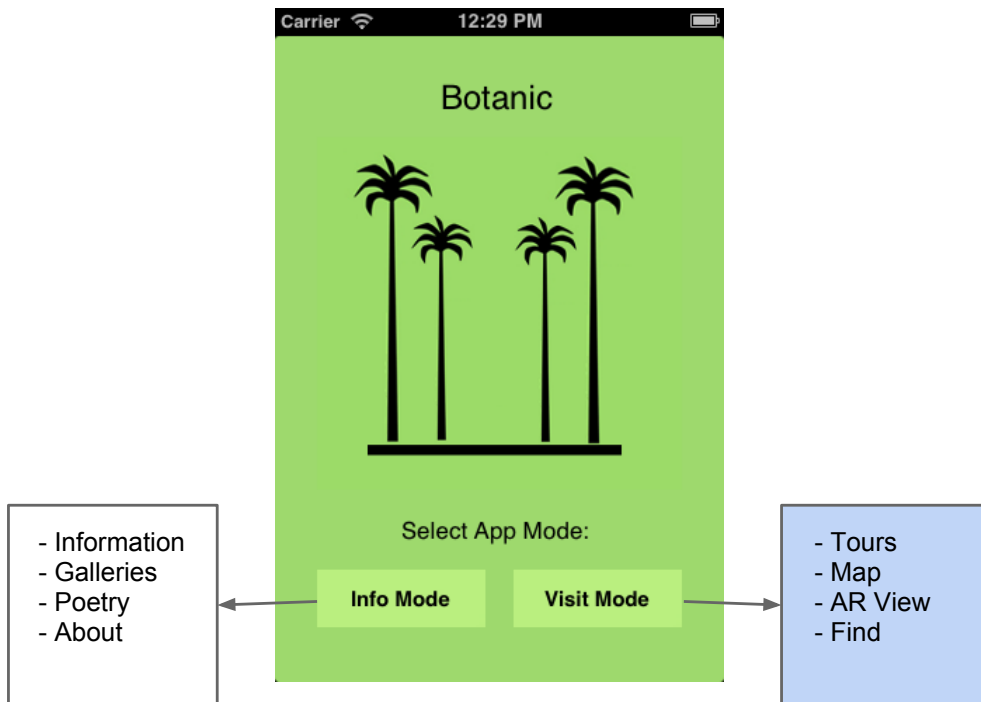 Carrier 12:29 PM
Botanic
Select App Mode:
Info Mode
Visit Mode
- Information
- Galleries
- Poetry
- About
- Tours
- Map
- AR View
- Find